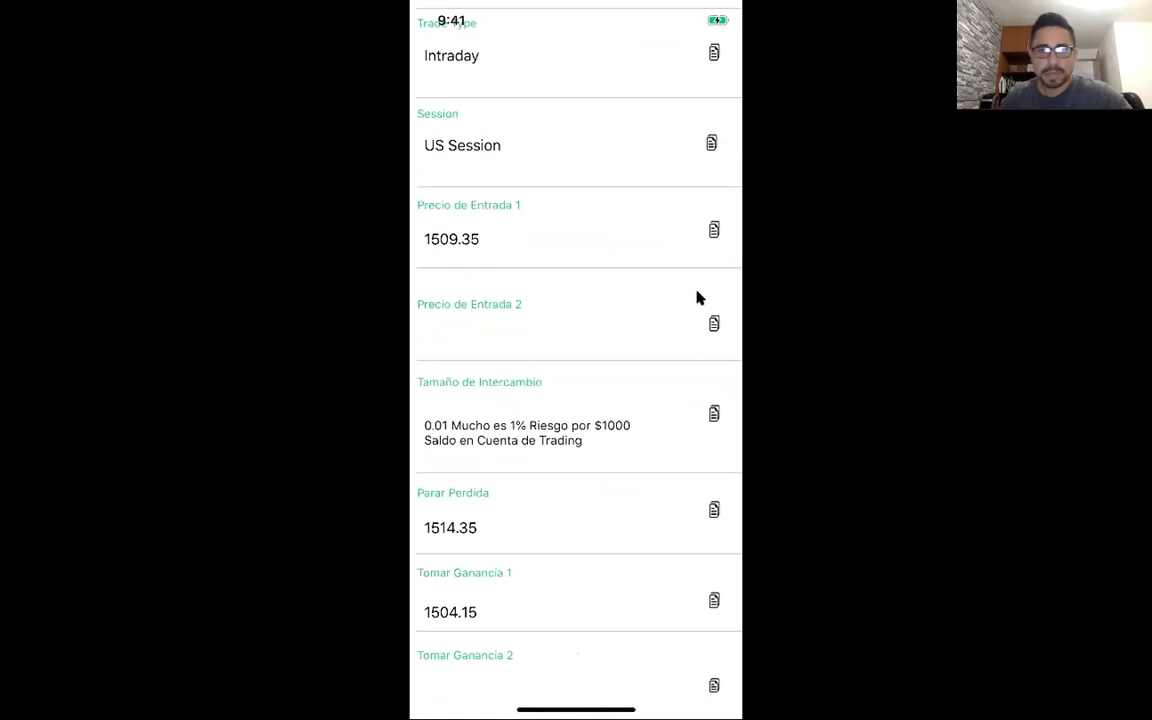 9:41
Trade Type
Intraday
Session
US Session
Precio de Entrada 1
1509.35
Precio de Entrada 2
Tamaño de Intercambio
0.01 Mucho es 1% Riesgo por $1000
Saldo en Cuenta de Trading
Parar Perdida
1514.35
Tomar Ganancia 1
1504.15
Tomar Ganancia 2